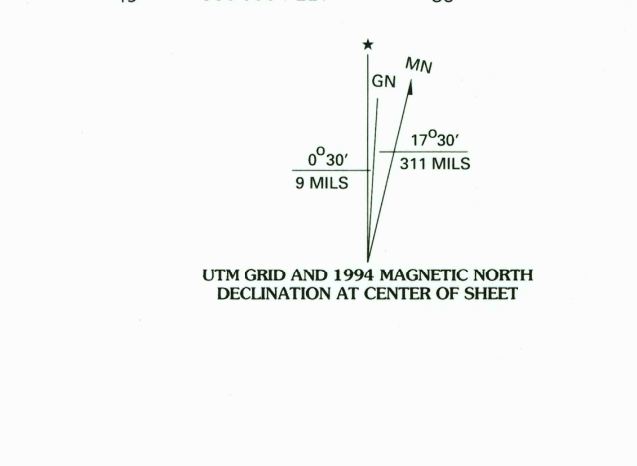 ★
GN
MN
0°30′
9 MILS
17°30′
311 MILS
UTM GRID AND 1994 MAGNETIC NORTH
DECLINATION AT CENTER OF SHEET